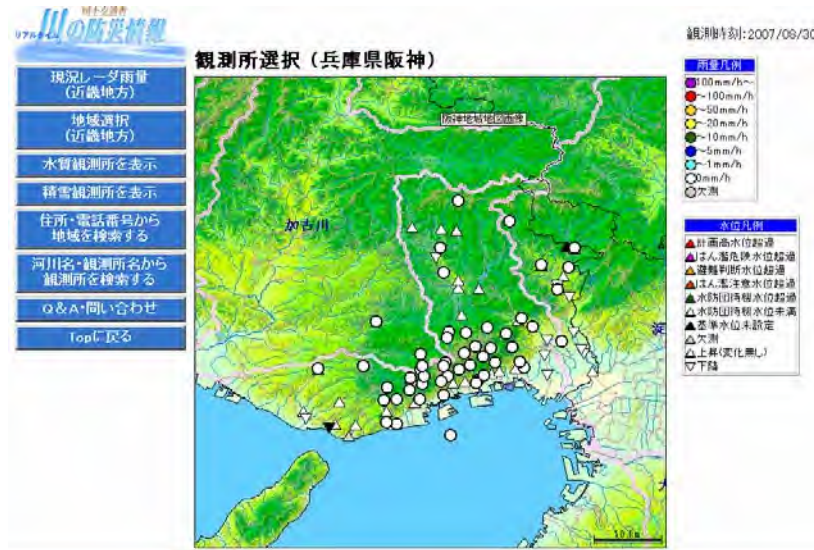 国土交通省
リアルタイム 川の防災情報
現況レーダ雨量
(近畿地方)
地域選択
(近畿地方)
水質観測所を表示
積雪観測所を表示
住所・電話番号から
地域を検索する
河川名・観測所名から
観測所を検索する
Q&A・問い合わせ
Topに戻る
観測所選択(兵庫県阪神)
阪神地域地図画像
加古川
10 km
観測時刻:2007/08/30
雨量凡例
100mm/h~
~100mm/h
~50mm/h
~20mm/h
~10mm/h
~5mm/h
~1mm/h
0mm/h
欠測
水位凡例
計画高水位超過
はん濫危険水位超過
避難判断水位超過
はん濫注意水位超過
水防団待機水位超過
水防団待機水位未満
基準水位未設定
欠測
上昇(変化無し)
下降